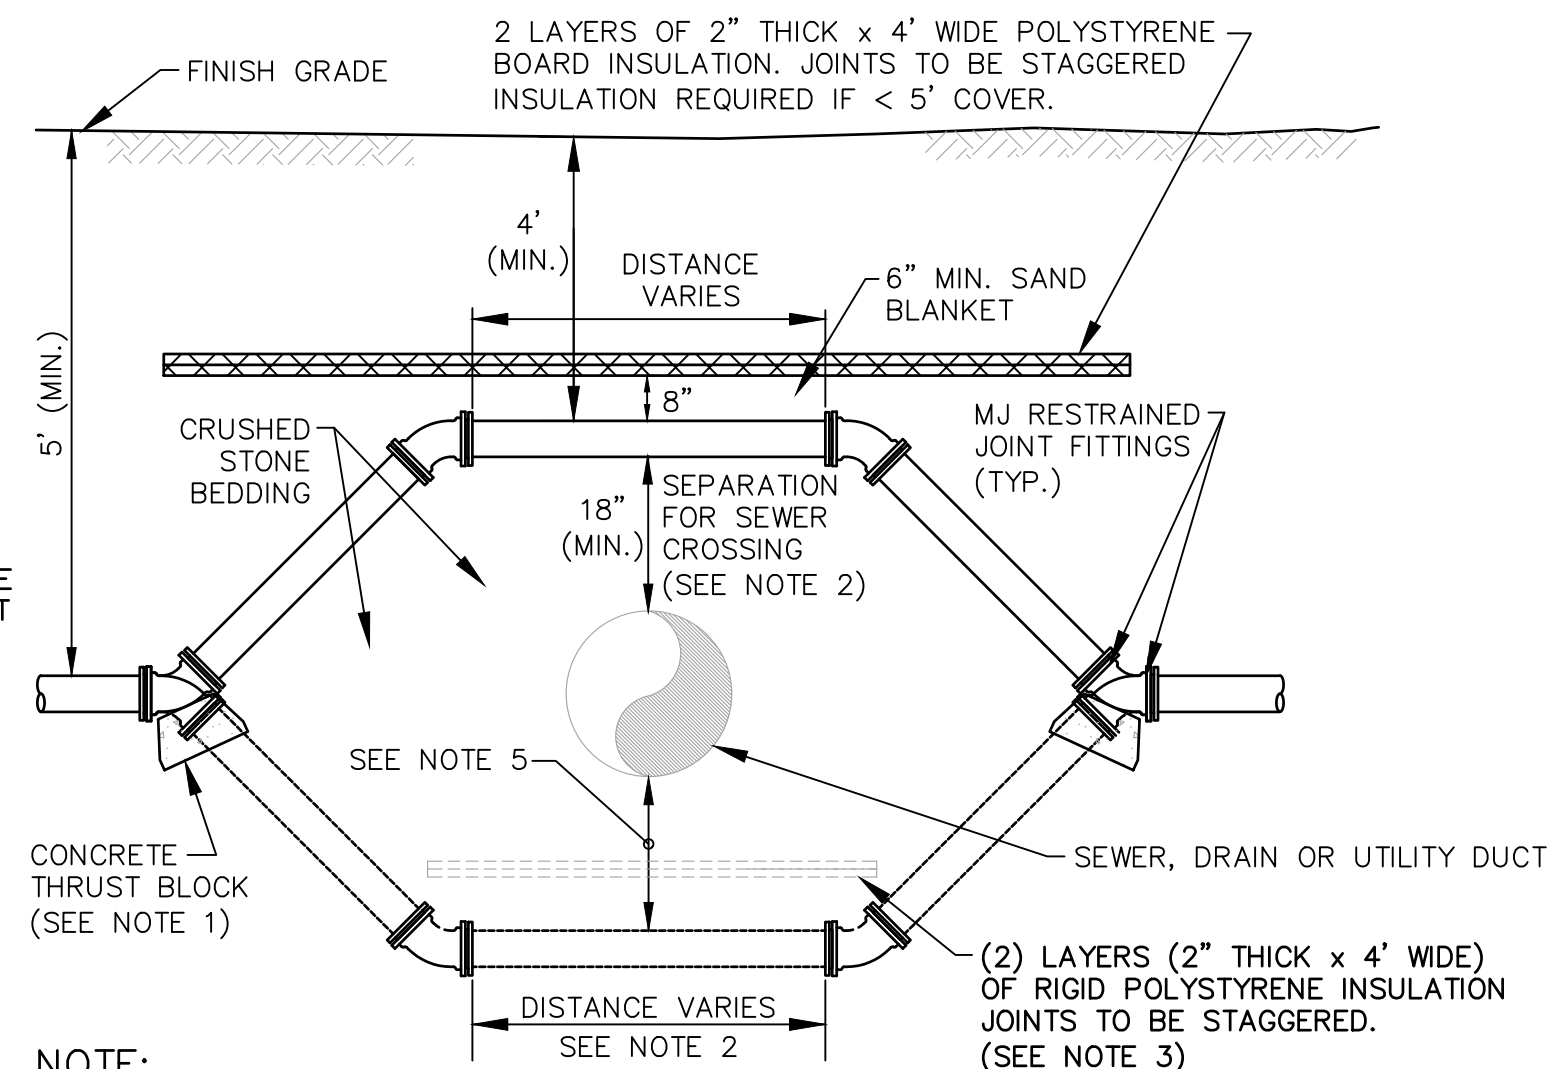 2 LAYERS OF 2” THICK x 4’ WIDE POLYSTYRENE
BOARD INSULATION. JOINTS TO BE STAGGERED
INSULATION REQUIRED IF < 5’ COVER.
FINISH GRADE
4’
(MIN.)
DISTANCE
VARIES
6” MIN. SAND
BLANKET
5’ (MIN.)
8”
CRUSHED
STONE
BEDDING
MJ RESTRAINED
JOINT FITTINGS
(TYP.)
18”
(MIN.)
SEPARATION
FOR SEWER
CROSSING
(SEE NOTE 2)
SEE NOTE 5
CONCRETE
THRUST BLOCK
(SEE NOTE 1)
SEWER, DRAIN OR UTILITY DUCT
(2) LAYERS (2” THICK x 4’ WIDE)
OF RIGID POLYSTYRENE INSULATION
JOINTS TO BE STAGGERED.
(SEE NOTE 3)
DISTANCE VARIES
SEE NOTE 2
NOTE: